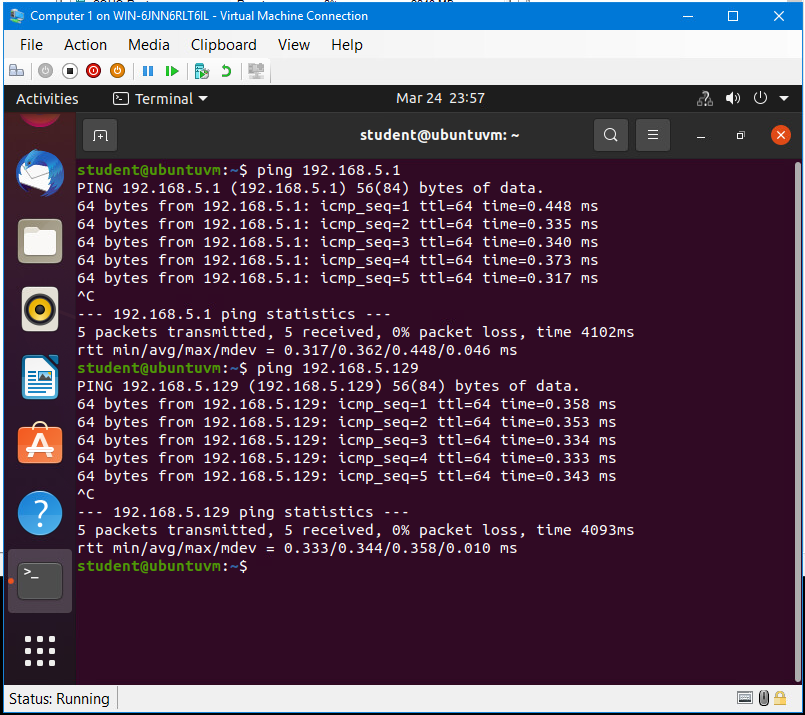 Computer 1 on WIN-6JNN6RLT6IL - Virtual Machine Connection
File Action Media Clipboard View Help
Activities Terminal Mar 24 23:57
student@ubuntuvm: ~
student@ubuntuvm:~$ ping 192.168.5.1
PING 192.168.5.1 (192.168.5.1) 56(84) bytes of data.
64 bytes from 192.168.5.1: icmp_seq=1 ttl=64 time=0.448 ms
64 bytes from 192.168.5.1: icmp_seq=2 ttl=64 time=0.335 ms
64 bytes from 192.168.5.1: icmp_seq=3 ttl=64 time=0.340 ms
64 bytes from 192.168.5.1: icmp_seq=4 ttl=64 time=0.373 ms
64 bytes from 192.168.5.1: icmp_seq=5 ttl=64 time=0.317 ms
^C
--- 192.168.5.1 ping statistics ---
5 packets transmitted, 5 received, 0% packet loss, time 4102ms
rtt min/avg/max/mdev = 0.317/0.362/0.448/0.046 ms
student@ubuntuvm:~$ ping 192.168.5.129
PING 192.168.5.129 (192.168.5.129) 56(84) bytes of data.
64 bytes from 192.168.5.129: icmp_seq=1 ttl=64 time=0.358 ms
64 bytes from 192.168.5.129: icmp_seq=2 ttl=64 time=0.353 ms
64 bytes from 192.168.5.129: icmp_seq=3 ttl=64 time=0.334 ms
64 bytes from 192.168.5.129: icmp_seq=4 ttl=64 time=0.333 ms
64 bytes from 192.168.5.129: icmp_seq=5 ttl=64 time=0.343 ms
^C
--- 192.168.5.129 ping statistics ---
5 packets transmitted, 5 received, 0% packet loss, time 4093ms
rtt min/avg/max/mdev = 0.333/0.344/0.358/0.010 ms
student@ubuntuvm:~$
Status: Running